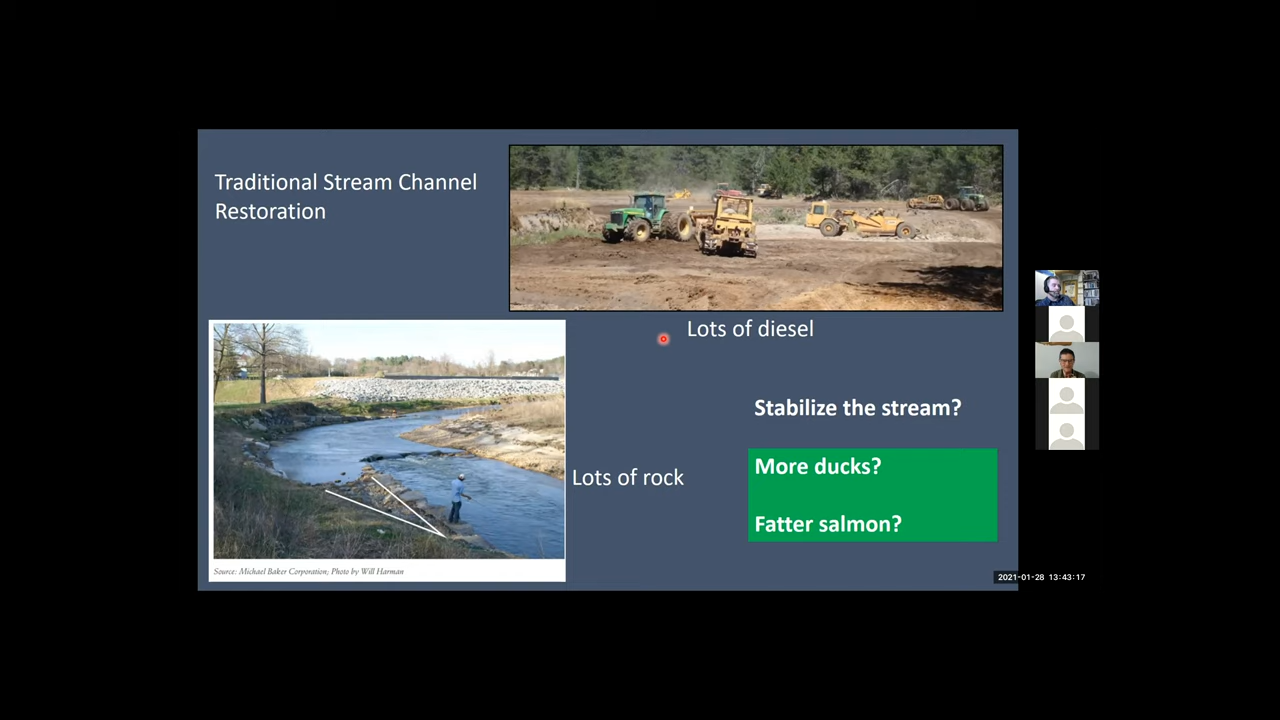 Traditional Stream Channel
Restoration
Lots of diesel
Stabilize the stream?
More ducks?
Lots of rock
Fatter salmon?
Source: Michael Baker Corporation; Photo by Will Harman
2021-01-28 13:43:17